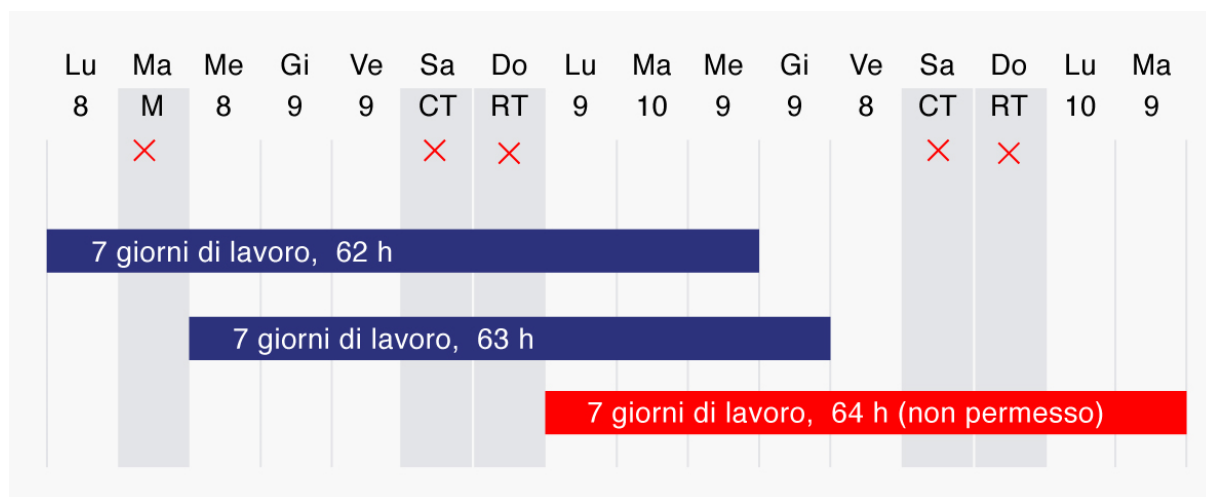 Lu Ma Me Gi Ve Sa Do Lu Ma Me Gi Ve Sa Do Lu Ma
8 M 8 9 9 CT RT 9 10 9 9 8 CT RT 10 9
7 giorni di lavoro, 62 h
7 giorni di lavoro, 63 h
7 giorni di lavoro, 64 h (non permesso)